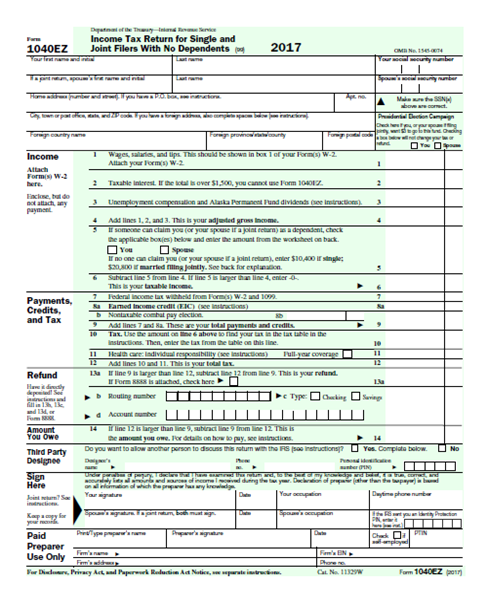 Department of the Treasury—Internal Revenue Service
Form 1040EZ
Income Tax Return for Single and
Joint Filers With No Dependents (99) 2017
OMB No. 1545-0074
Your first name and initial Last name Your social security number
If a joint return, spouse's first name and initial Last name Spouse's social security number
Home address (number and street). If you have a P.O. box, see instructions. Apt. no.
▲ Make sure the SSN(s) above are correct.
City, town or post office, state, and ZIP code. If you have a foreign address, also complete spaces below (see instructions).
Foreign country name Foreign province/state/county Foreign postal code
Presidential Election Campaign
Check here if you, or your spouse if filing
jointly, want $3 to go to this fund. Checking
a box below will not change your tax or
refund. You Spouse
Income
Attach
Form(s) W-2
here.
Enclose, but do
not attach, any
payment.
1 Wages, salaries, and tips. This should be shown in box 1 of your Form(s) W-2.
Attach your Form(s) W-2. 1
2 Taxable interest. If the total is over $1,500, you cannot use Form 1040EZ. 2
3 Unemployment compensation and Alaska Permanent Fund dividends (see instructions). 3
4 Add lines 1, 2, and 3. This is your adjusted gross income. 4
5 If someone can claim you (or your spouse if a joint return) as a dependent, check
the applicable box(es) below and enter the amount from the worksheet on back.
You Spouse
If no one can claim you (or your spouse if a joint return), enter $10,400 if single;
$20,800 if married filing jointly. See back for explanation. 5
6 Subtract line 5 from line 4. If line 5 is larger than line 4, enter -0-.
This is your taxable income. ▶ 6
Payments,
Credits,
and Tax
7 Federal income tax withheld from Form(s) W-2 and 1099. 7
8a Earned income credit (EIC) (see instructions) 8a
b Nontaxable combat pay election. 8b
9 Add lines 7 and 8a. These are your total payments and credits. ▶ 9
10 Tax. Use the amount on line 6 above to find your tax in the tax table in the
instructions. Then, enter the tax from the table on this line. 10
11 Health care: individual responsibility (see instructions) Full-year coverage 11
12 Add lines 10 and 11. This is your total tax. 12
Refund
Have it directly
deposited! See
instructions and
fill in 13b, 13c,
and 13d, or
Form 8888.
13a If line 9 is larger than line 12, subtract line 12 from line 9. This is your refund.
If Form 8888 is attached, check here ▶ 13a
▶ b Routing number ▶ c Type: Checking Savings
▶ d Account number
Amount
You Owe
14 If line 12 is larger than line 9, subtract line 9 from line 12. This is
the amount you owe. For details on how to pay, see instructions. ▶ 14
Third Party
Designee
Do you want to allow another person to discuss this return with the IRS (see instructions)? Yes. Complete below. No
Designee's name ▶ Phone no. ▶ Personal identification number (PIN) ▶
Sign
Here
Joint return? See
instructions.
Keep a copy for
your records.
Under penalties of perjury, I declare that I have examined this return and, to the best of my knowledge and belief, it is true, correct, and
accurately lists all amounts and sources of income I received during the tax year. Declaration of preparer (other than the taxpayer) is based
on all information of which the preparer has any knowledge.
Your signature Date Your occupation Daytime phone number
Spouse's signature. If a joint return, both must sign. Date Spouse's occupation
If the IRS sent you an Identity Protection
PIN, enter it
here (see inst.)
Paid
Preparer
Use Only
Print/Type preparer's name Preparer's signature Date Check if self-employed PTIN
Firm's name ▶ Firm's EIN ▶
Firm's address ▶ Phone no.
For Disclosure, Privacy Act, and Paperwork Reduction Act Notice, see separate instructions. Cat. No. 11329W Form 1040EZ (2017)